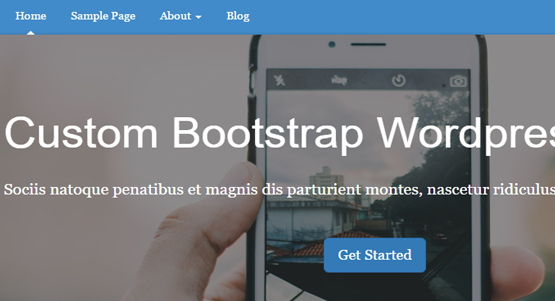 Home Sample Page About Blog
Custom Bootstrap Wordpres
Sociis natoque penatibus et magnis dis parturient montes, nascetur ridiculus
Get Started